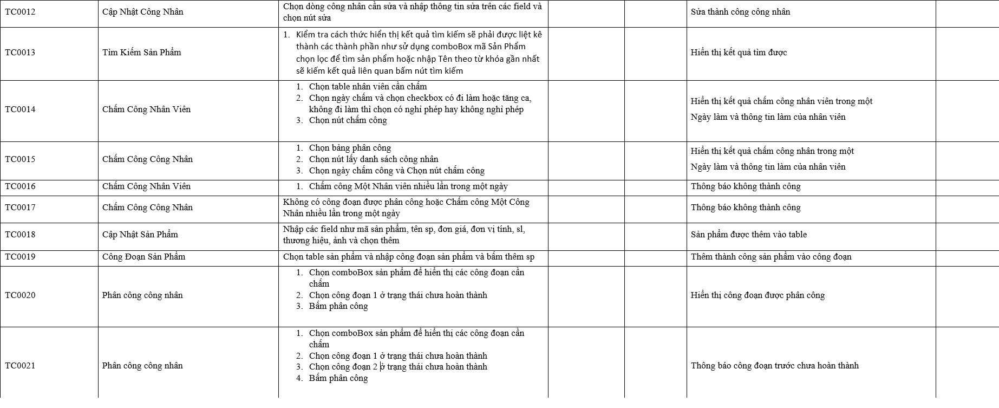 TC0012
Cập Nhật Công Nhân
Chọn dòng công nhân cần sửa và nhập thông tin sửa trên các field và
chọn nút sửa
Sửa thành công công nhân
TC0013
Tìm Kiếm Sản Phẩm
1. Kiểm tra cách thức hiển thị kết quả tìm kiếm sẽ phải được liệt kê
thành các thành phần như sử dụng comboBox mã Sản Phẩm
chọn lọc để tìm sản phẩm hoặc nhập Tên theo từ khóa gần nhất
sẽ kiếm kết quả liên quan bấm nút tìm kiếm
Hiển thị kết quả tìm được
TC0014
Chấm Công Nhân Viên
1. Chọn table nhân viên cần chấm
2. Chọn ngày chấm và chọn checkbox có đi làm hoặc tăng ca,
không đi làm thì chọn có nghỉ phép hay không nghỉ phép
3. Chọn nút chấm công
Hiển thị kết quả chấm công nhân viên trong một
Ngày làm và thông tin làm của nhân viên
TC0015
Chấm Công Công Nhân
1. Chọn bảng phân công
2. Chọn nút lấy danh sách công nhân
3. Chọn ngày chấm công và Chọn nút chấm công
Hiển thị kết quả chấm công nhân trong một
Ngày làm và thông tin làm của nhân viên
TC0016
Chấm Công Nhân Viên
1. Chấm công Một Nhân viên nhiều lần trong một ngày
Thông báo không thành công
TC0017
Chấm Công Công Nhân
Không có công đoạn được phân công hoặc Chấm công Một Công
Nhân nhiều lần trong một ngày
Thông báo không thành công
TC0018
Cập Nhật Sản Phẩm
Nhập các field như mã sản phẩm, tên sp, đơn giá, đơn vị tính, sl,
thương hiệu, ảnh và chọn thêm
Sản phẩm được thêm vào table
TC0019
Công Đoạn Sản Phẩm
Chọn table sản phẩm và nhập công đoạn sản phẩm và bấm thêm sp
Thêm thành công sản phẩm vào công đoạn
TC0020
Phân công công nhân
1. Chọn comboBox sản phẩm để hiển thị các công đoạn cần
chấm
2. Chọn công đoạn 1 ở trạng thái chưa hoàn thành
3. Bấm phân công
Hiển thị công đoạn được phân công
TC0021
Phân công công nhân
1. Chọn comboBox sản phẩm để hiển thị các công đoạn cần
chấm
2. Chọn công đoạn 1 ở trạng thái chưa hoàn thành
3. Chọn công đoạn 2 ở trạng thái chưa hoàn thành
4. Bấm phân công
Thông báo công đoạn trước chưa hoàn thành